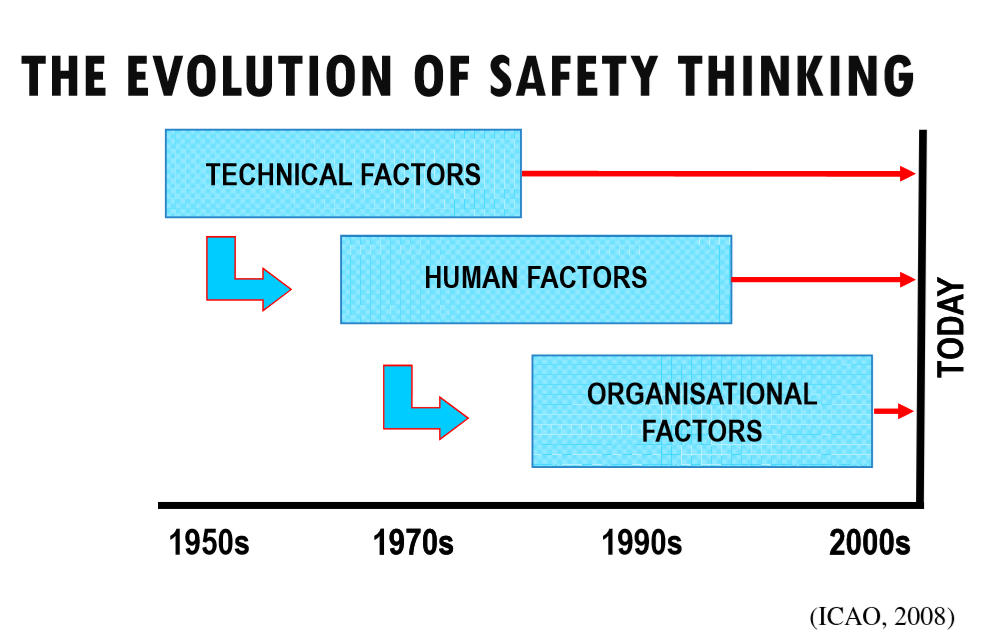 THE EVOLUTION OF SAFETY THINKING
TECHNICAL FACTORS
HUMAN FACTORS
ORGANISATIONAL
FACTORS
TODAY
1950s 1970s 1990s 2000s
(ICAO, 2008)